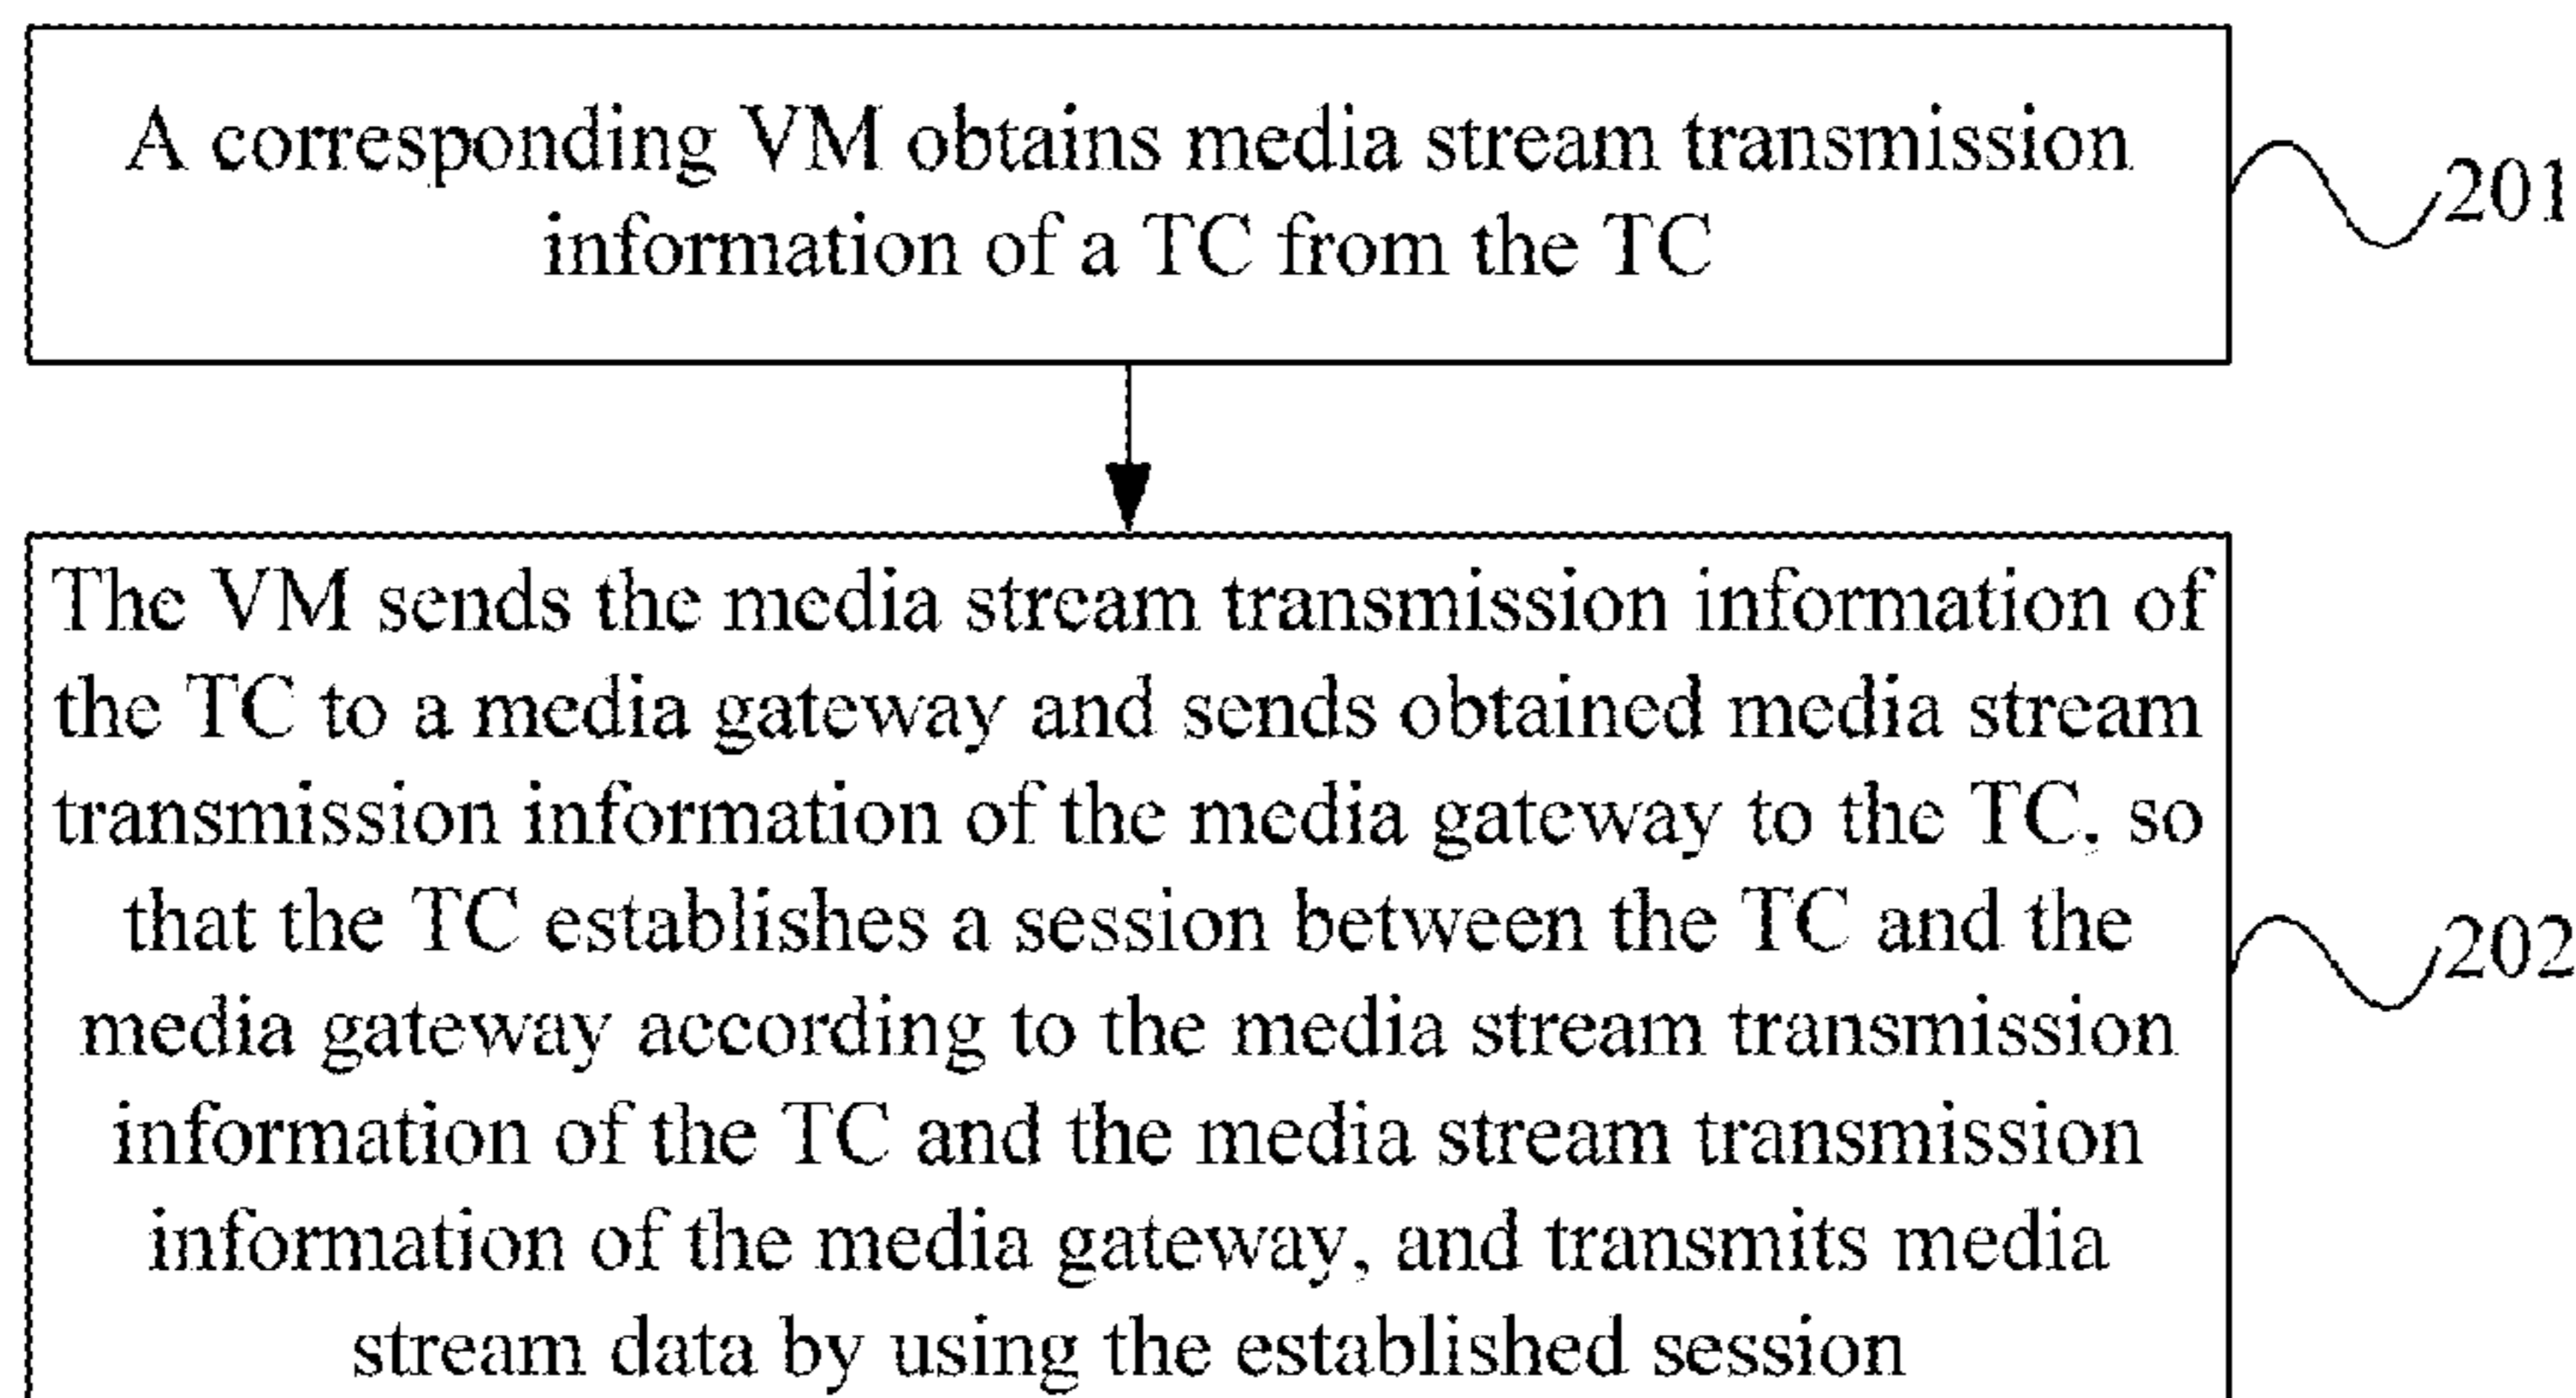 A corresponding VM obtains media stream transmission
information of a TC from the TC
201
The VM sends the media stream transmission information of
the TC to a media gateway and sends obtained media stream
transmission information of the media gateway to the TC, so
that the TC establishes a session between the TC and the
media gateway according to the media stream transmission
information of the TC and the media stream transmission
information of the media gateway, and transmits media
stream data by using the established session
202